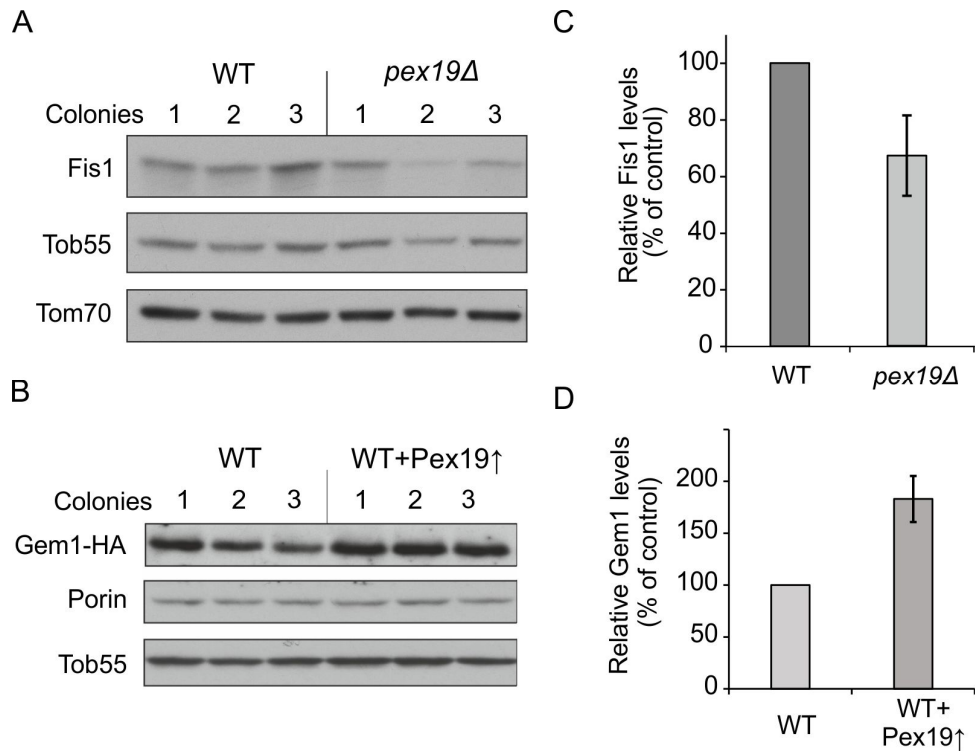 A
WT pex19Δ
Colonies 1 2 3 1 2 3
Fis1
Tob55
Tom70
B
WT WT+Pex19↑
Colonies 1 2 3 1 2 3
Gem1-HA
Porin
Tob55
C
Relative Fis1 levels
(% of control)
100
80
60
40
20
0
WT pex19Δ
D
Relative Gem1 levels
(% of control)
200
150
100
50
0
WT WT+
Pex19↑